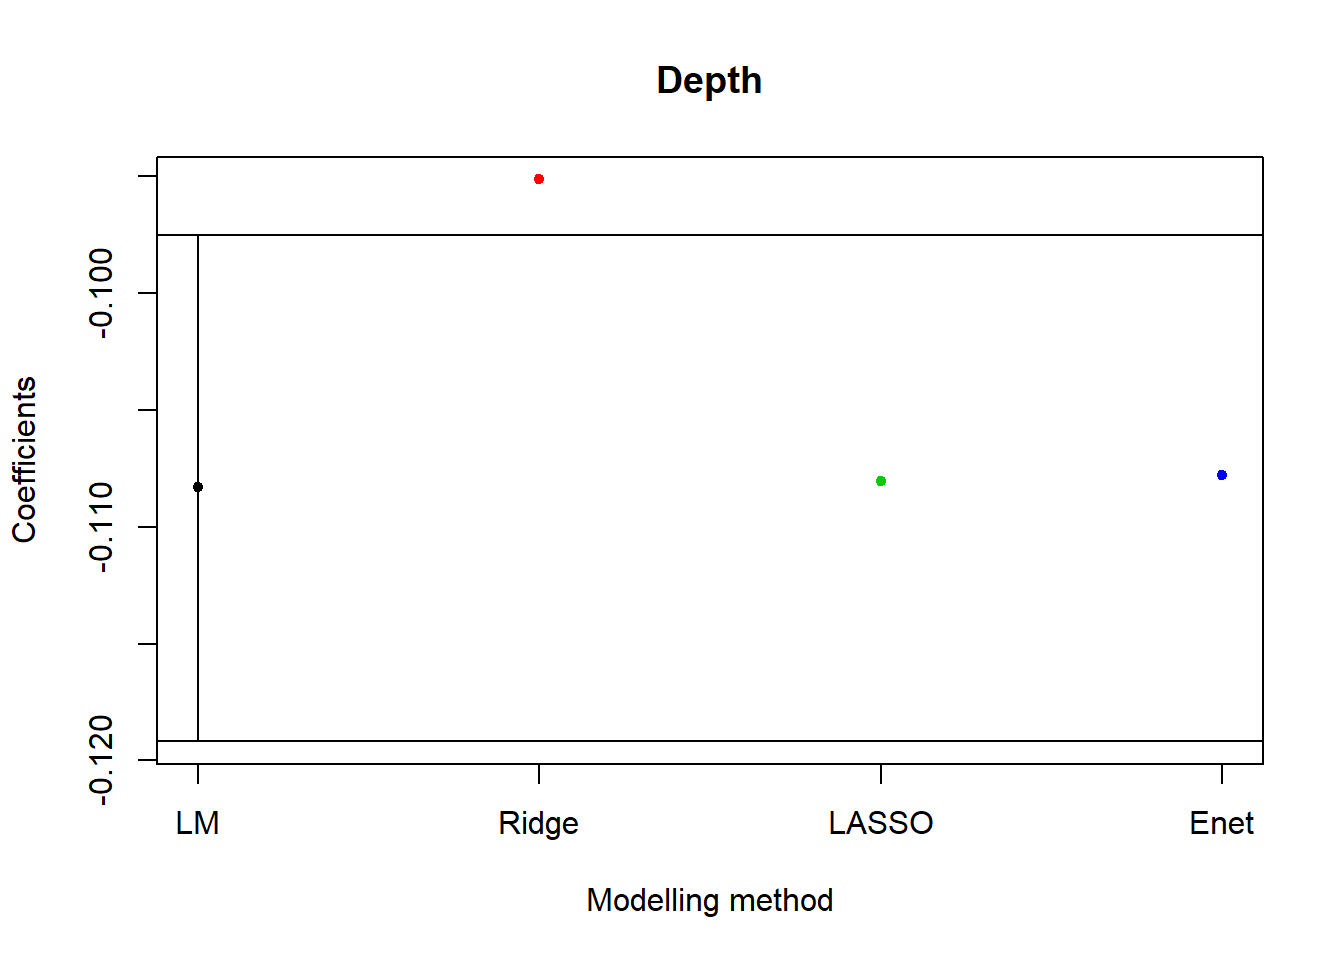 Depth
Coefficients
-0.100
-0.110
-0.120
LM Ridge LASSO Enet
Modelling method